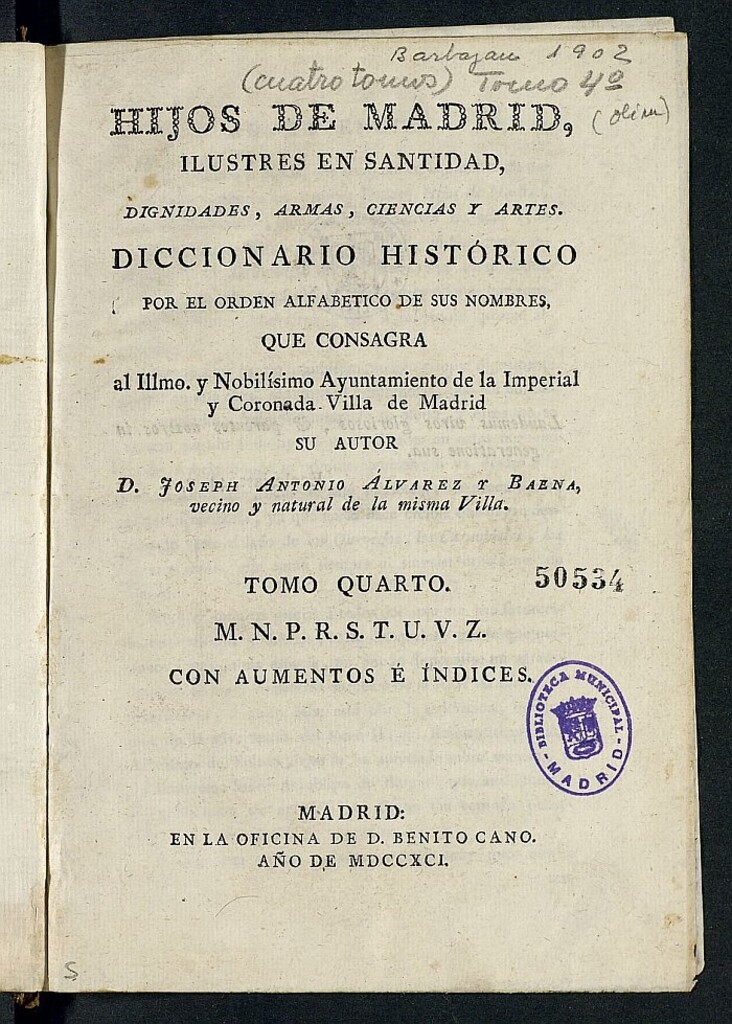 Barbazan 1902
(cuatro tomos) Tomo 4º
(olim)
HIJOS DE MADRID,
ILUSTRES EN SANTIDAD,
DIGNIDADES, ARMAS, CIENCIAS Y ARTES.
DICCIONARIO HISTÓRICO
POR EL ORDEN ALFABETICO DE SUS NOMBRES,
QUE CONSAGRA
al Illmo. y Nobilísimo Ayuntamiento de la Imperial
y Coronada Villa de Madrid
SU AUTOR
D. JOSEPH ANTONIO ÁLVAREZ Y BAENA,
vecino y natural de la misma Villa.
TOMO QUARTO.
50534
M. N. P. R. S. T. U. V. Z.
CON AUMENTOS É ÍNDICES.
BIBLIOTECA MUNICIPAL
- MADRID -
MADRID:
EN LA OFICINA DE D. BENITO CANO.
AÑO DE MDCCXCI.
S